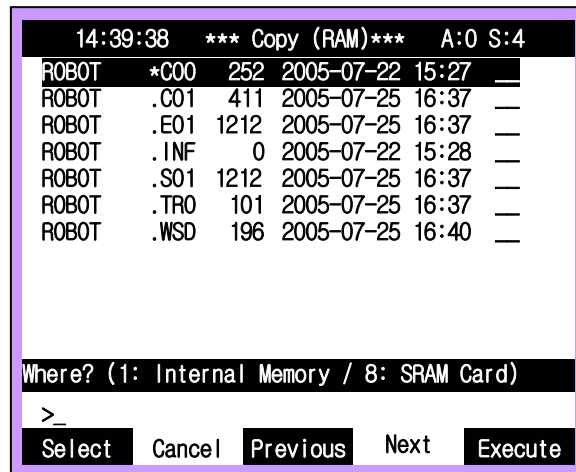 14:39:38 *** Copy (RAM)*** A:0 S:4
ROBOT *C00 252 2005-07-22 15:27 __
ROBOT .C01 411 2005-07-25 16:37 __
ROBOT .E01 1212 2005-07-25 16:37 __
ROBOT .INF 0 2005-07-22 15:28 __
ROBOT .S01 1212 2005-07-25 16:37 __
ROBOT .TR0 101 2005-07-25 16:37 __
ROBOT .WSD 196 2005-07-25 16:40 __
Where? (1: Internal Memory / 8: SRAM Card)
>_
Select Cancel Previous Next Execute